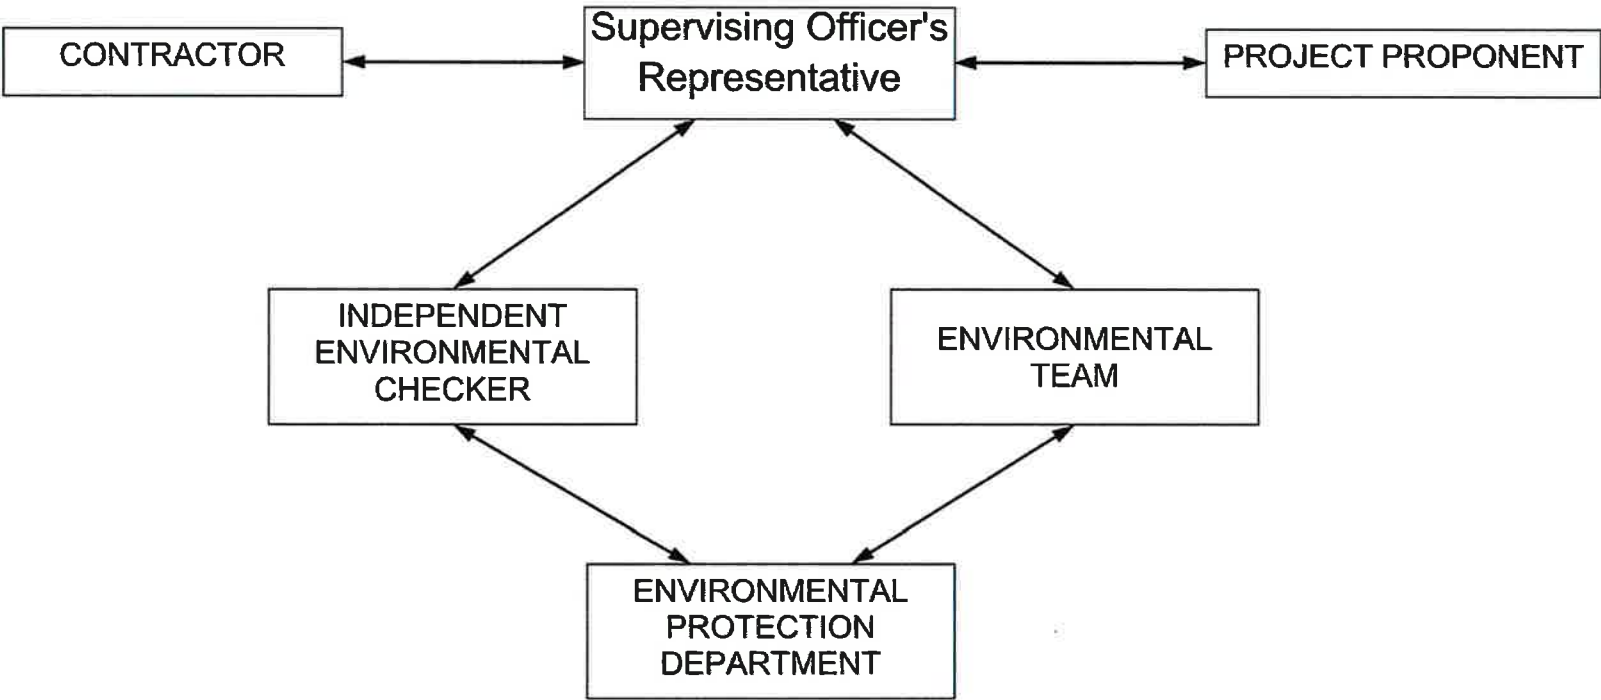 CONTRACTOR
Supervising Officer's
Representative
PROJECT PROPONENT
INDEPENDENT
ENVIRONMENTAL
CHECKER
ENVIRONMENTAL
TEAM
ENVIRONMENTAL
PROTECTION
DEPARTMENT